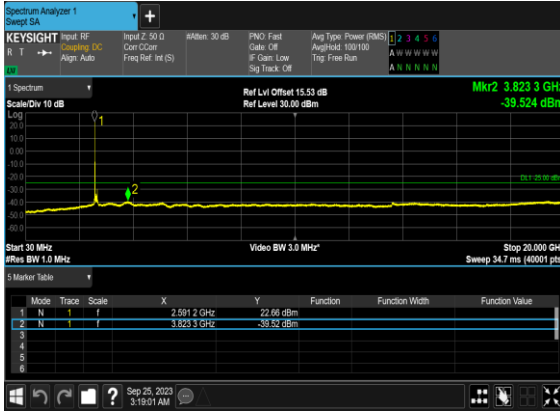 Spectrum Analyzer 1
Swept SA
+
KEYSIGHT Input: RF Input Z: 50 Ω #Atten: 30 dB PNO: Fast Avg Type: Power (RMS) 1 2 3 4 5 6
R T Coupling: DC Corr CCorr Gate: Off Avg|Hold: 100/100 A W W W W W
Align: Auto Freq Ref: Int (S) IF Gain: Low Trig: Free Run
Sig Track: Off A N N N N N
1 Spectrum Ref Lvl Offset 15.53 dB Mkr2 3.823 3 GHz
Scale/Div 10 dB Ref Level 30.00 dBm -39.524 dBm
Log
1
20.0
10.0
0.00
-10.0
DL1 -25.00 dBm
-20.0
-30.0
2
-40.0
-50.0
-60.0
Start 30 MHz Video BW 3.0 MHz* Stop 20.000 GH
#Res BW 1.0 MHz Sweep 34.7 ms (40001 pts
5 Marker Table
Mode Trace Scale X Y Function Function Width Function Value
1 N 1 f 2.591 2 GHz 22.66 dBm
2 N 1 f 3.823 3 GHz -39.52 dBm
3
4
5
6
? Sep 25, 2023
3:19:01 AM